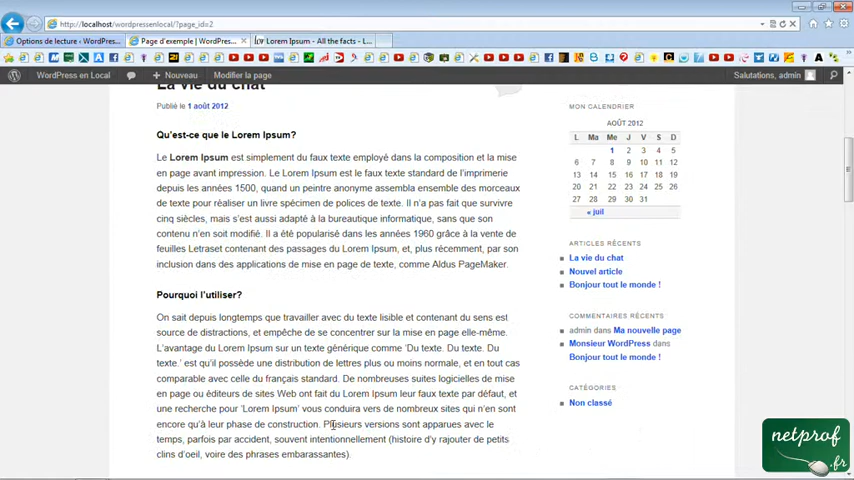 http://localhost/wordpressenlocal/?page_id=2
Options de lecture ‹ WordPres...
Page d'exemple | WordPres...
Lorem Ipsum - All the facts - L...
WordPress en Local
Nouveau
Modifier la page
Salutations, admin
La vie du chat
Publié le 1 août 2012
Qu'est-ce que le Lorem Ipsum?
Le Lorem Ipsum est simplement du faux texte employé dans la composition et la mise
en page avant impression. Le Lorem Ipsum est le faux texte standard de l'imprimerie
depuis les années 1500, quand un peintre anonyme assembla ensemble des morceaux
de texte pour réaliser un livre spécimen de polices de texte. Il n'a pas fait que survivre
cinq siècles, mais s'est aussi adapté à la bureautique informatique, sans que son
contenu n'en soit modifié. Il a été popularisé dans les années 1960 grâce à la vente de
feuilles Letraset contenant des passages du Lorem Ipsum, et, plus récemment, par son
inclusion dans des applications de mise en page de texte, comme Aldus PageMaker.
Pourquoi l'utiliser?
On sait depuis longtemps que travailler avec du texte lisible et contenant du sens est
source de distractions, et empêche de se concentrer sur la mise en page elle-même.
L'avantage du Lorem Ipsum sur un texte générique comme 'Du texte. Du texte. Du
texte.' est qu'il possède une distribution de lettres plus ou moins normale, et en tout cas
comparable avec celle du français standard. De nombreuses suites logicielles de mise
en page ou éditeurs de sites Web ont fait du Lorem Ipsum leur faux texte par défaut, et
une recherche pour 'Lorem Ipsum' vous conduira vers de nombreux sites qui n'en sont
encore qu'à leur phase de construction. Plusieurs versions sont apparues avec le
temps, parfois par accident, souvent intentionnellement (histoire d'y rajouter de petits
clins d'oeil, voire des phrases embarassantes).
MON CALENDRIER
AOÛT 2012
L Ma Me J V S D
1 2 3 4 5
6 7 8 9 10 11 12
13 14 15 16 17 18 19
20 21 22 23 24 25 26
27 28 29 30 31
« juil
ARTICLES RÉCENTS
La vie du chat
Nouvel article
Bonjour tout le monde !
COMMENTAIRES RÉCENTS
admin dans Ma nouvelle page
Monsieur WordPress dans
Bonjour tout le monde !
CATÉGORIES
Non classé
netprof
.fr